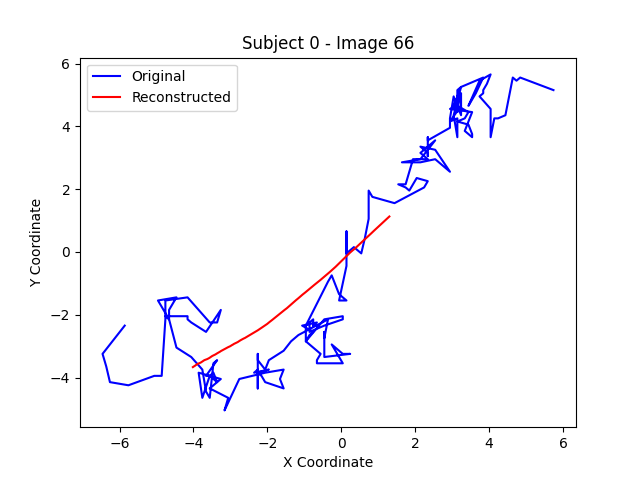 Subject 0 - Image 66
Original
Reconstructed
Y Coordinate
6
4
2
0
−2
−4
−6
−4
−2
0
2
4
6
X Coordinate